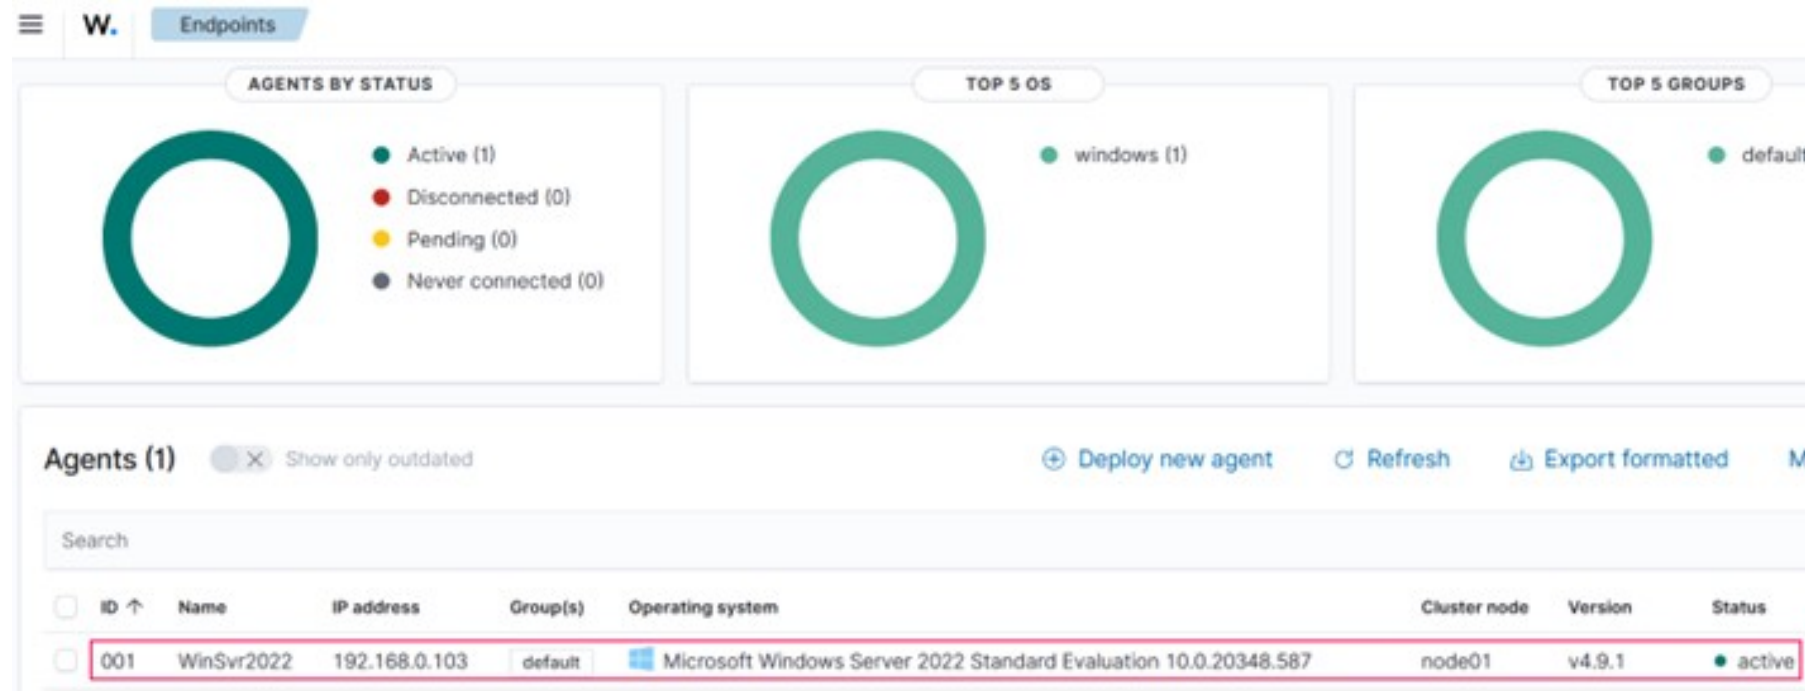 W. Endpoints
AGENTS BY STATUS
Active (1)
Disconnected (0)
Pending (0)
Never connected (0)
TOP 5 OS
windows (1)
TOP 5 GROUPS
default
Agents (1) Show only outdated Deploy new agent Refresh Export formatted M
Search
ID Name IP address Group(s) Operating system Cluster node Version Status
001 WinSvr2022 192.168.0.103 default Microsoft Windows Server 2022 Standard Evaluation 10.0.20348.587 node01 v4.9.1 active